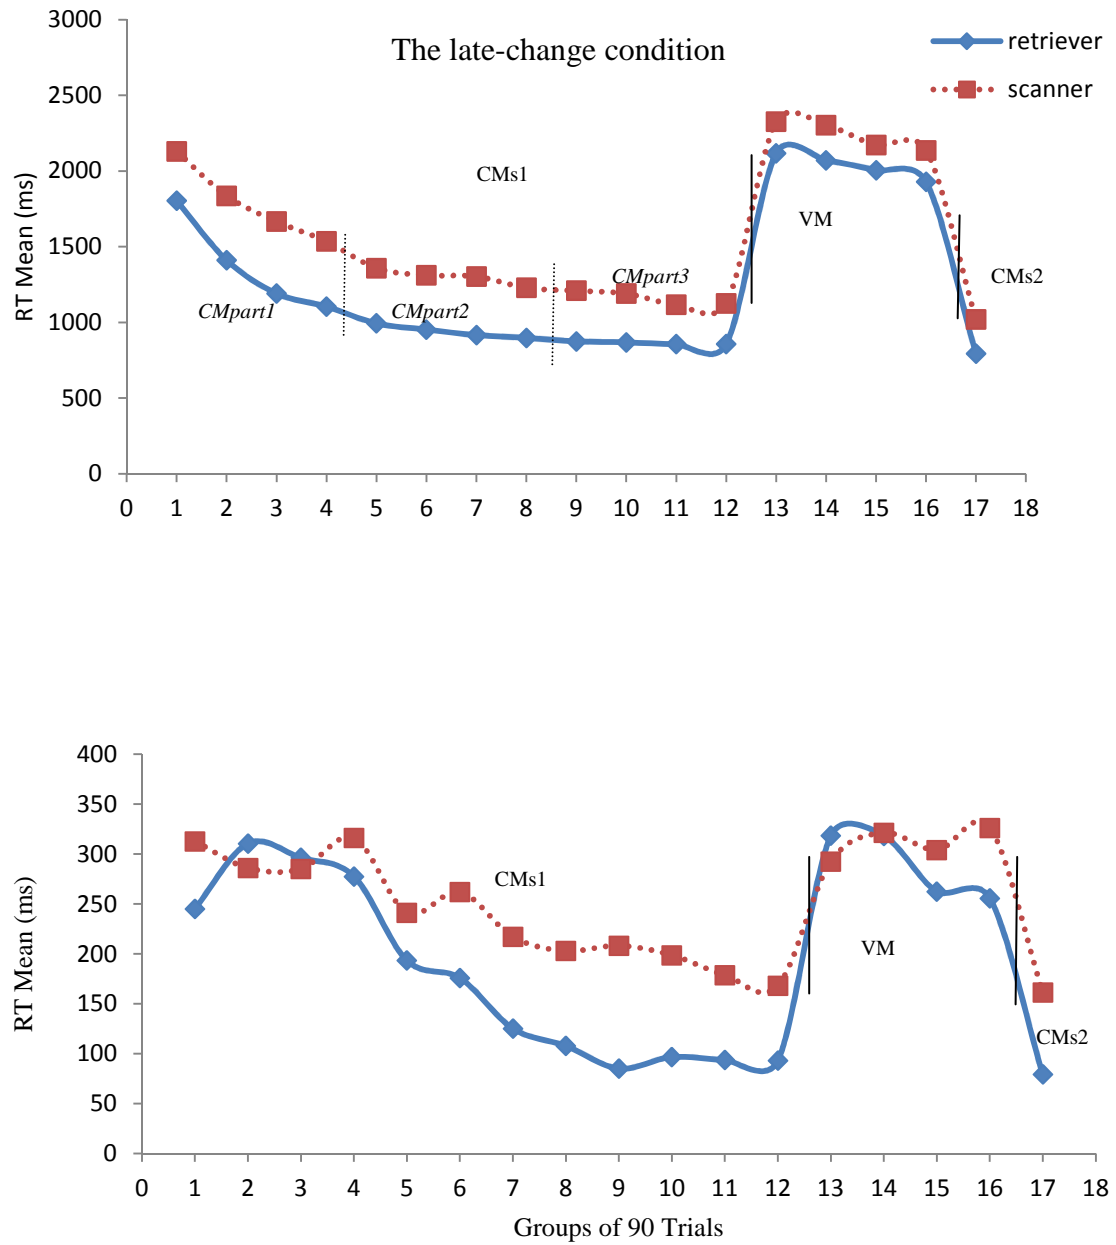 3000
The late-change condition
retriever
scanner
2500
2000
1500
1000
500
0
RT Mean (ms)
CMs1
VM
CMs2
CMpart1
CMpart2
CMpart3
0 1 2 3 4 5 6 7 8 9 10 11 12 13 14 15 16 17 18
400
350
300
250
200
150
100
50
0
RT Mean (ms)
CMs1
VM
CMs2
0 1 2 3 4 5 6 7 8 9 10 11 12 13 14 15 16 17 18
Groups of 90 Trials